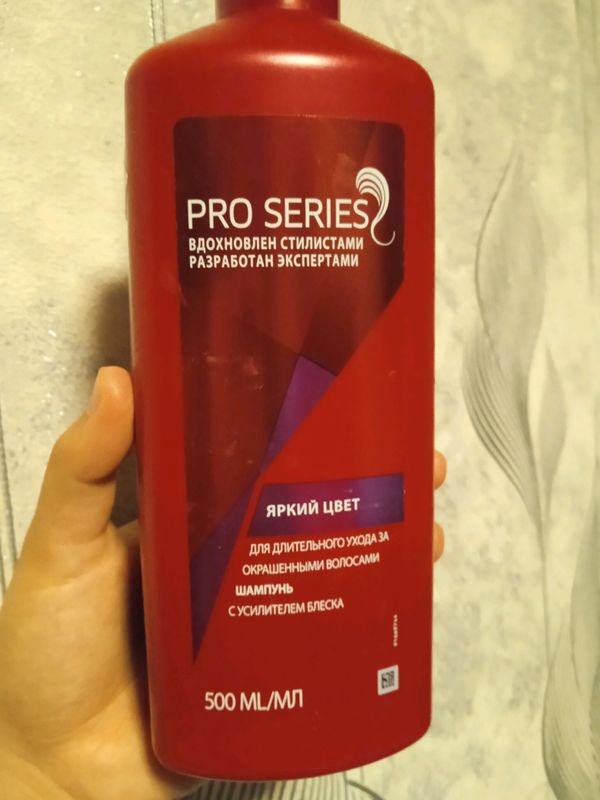 PRO SERIES
ВДОХНОВЛЕН СТИЛИСТАМИ
РАЗРАБОТАН ЭКСПЕРТАМИ
ЯРКИЙ ЦВЕТ
ДЛЯ ДЛИТЕЛЬНОГО УХОДА ЗА
ОКРАШЕННЫМИ ВОЛОСАМИ
ШАМПУНЬ
С УСИЛИТЕЛЕМ БЛЕСКА
500 ML/МЛ